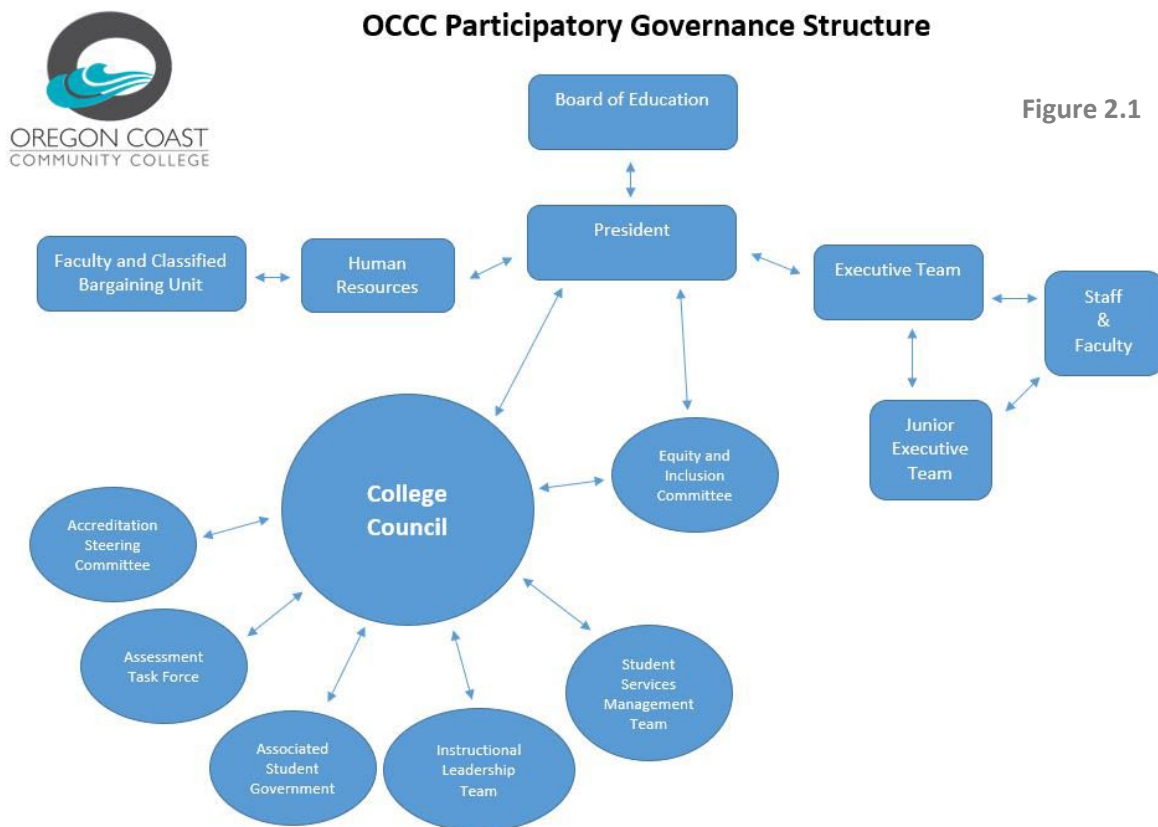 OCCC Participatory Governance Structure
OREGON COAST
COMMUNITY COLLEGE
Figure 2.1
Board of Education
President
Faculty and Classified
Bargaining Unit
Human
Resources
Executive Team
Staff
&
Faculty
Junior
Executive
Team
College
Council
Equity and
Inclusion
Committee
Accreditation
Steering
Committee
Assessment
Task Force
Associated
Student
Government
Instructional
Leadership
Team
Student
Services
Management
Team